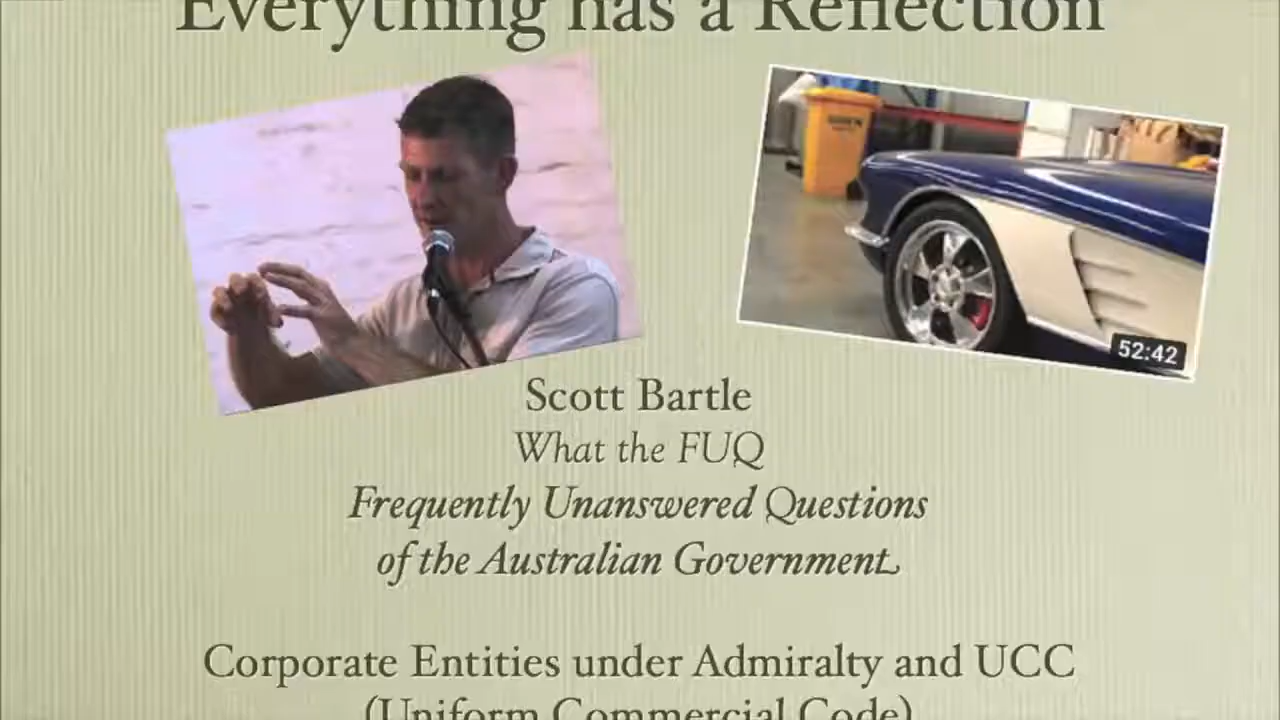 Everything has a Reflection
52:42
Scott Bartle
What the FUQ
Frequently Unanswered Questions
of the Australian Government
Corporate Entities under Admiralty and UCC
(Uniform Commercial Code)